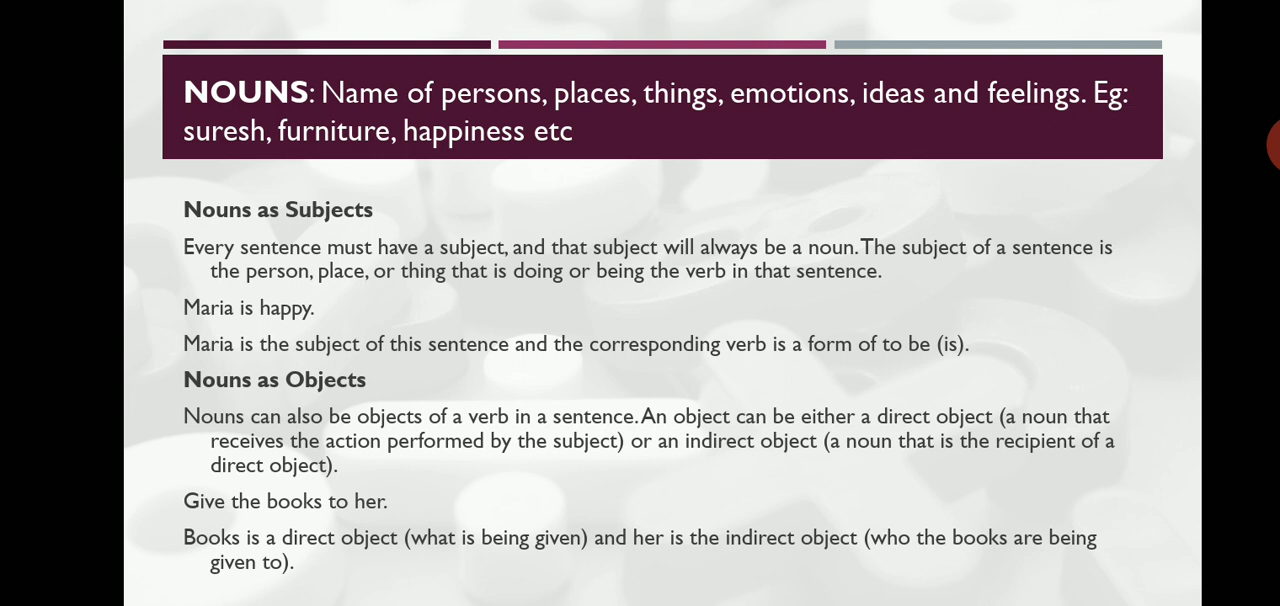 NOUNS: Name of persons, places, things, emotions, ideas and feelings. Eg:
suresh, furniture, happiness etc
Nouns as Subjects
Every sentence must have a subject, and that subject will always be a noun. The subject of a sentence is
the person, place, or thing that is doing or being the verb in that sentence.
Maria is happy.
Maria is the subject of this sentence and the corresponding verb is a form of to be (is).
Nouns as Objects
Nouns can also be objects of a verb in a sentence. An object can be either a direct object (a noun that
receives the action performed by the subject) or an indirect object (a noun that is the recipient of a
direct object).
Give the books to her.
Books is a direct object (what is being given) and her is the indirect object (who the books are being
given to).